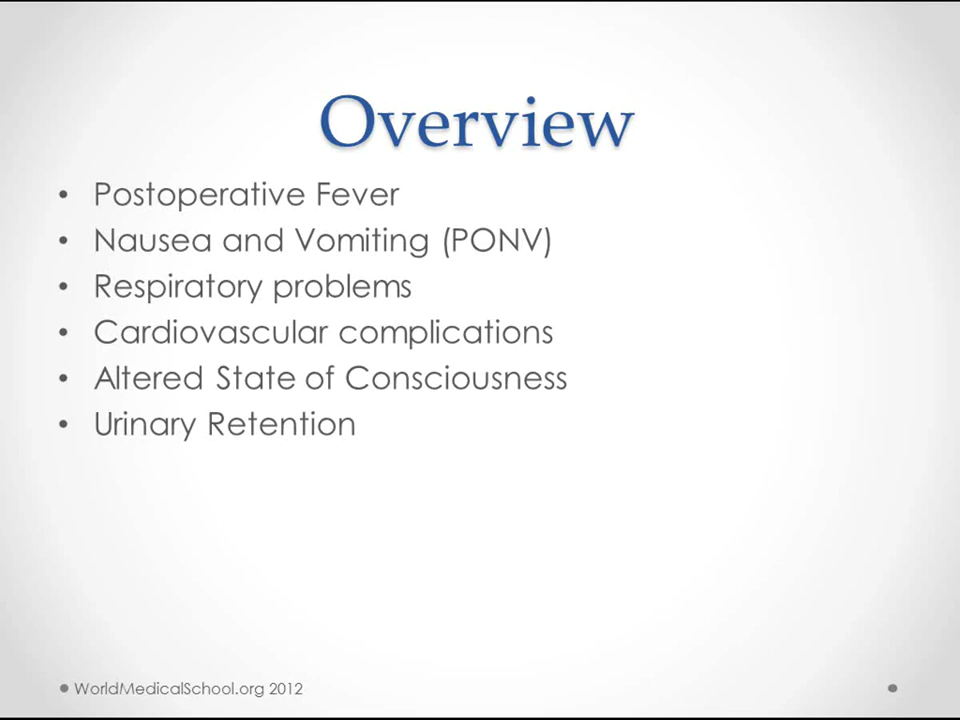 Overview
• Postoperative Fever
• Nausea and Vomiting (PONV)
• Respiratory problems
• Cardiovascular complications
• Altered State of Consciousness
• Urinary Retention
WorldMedicalSchool.org 2012